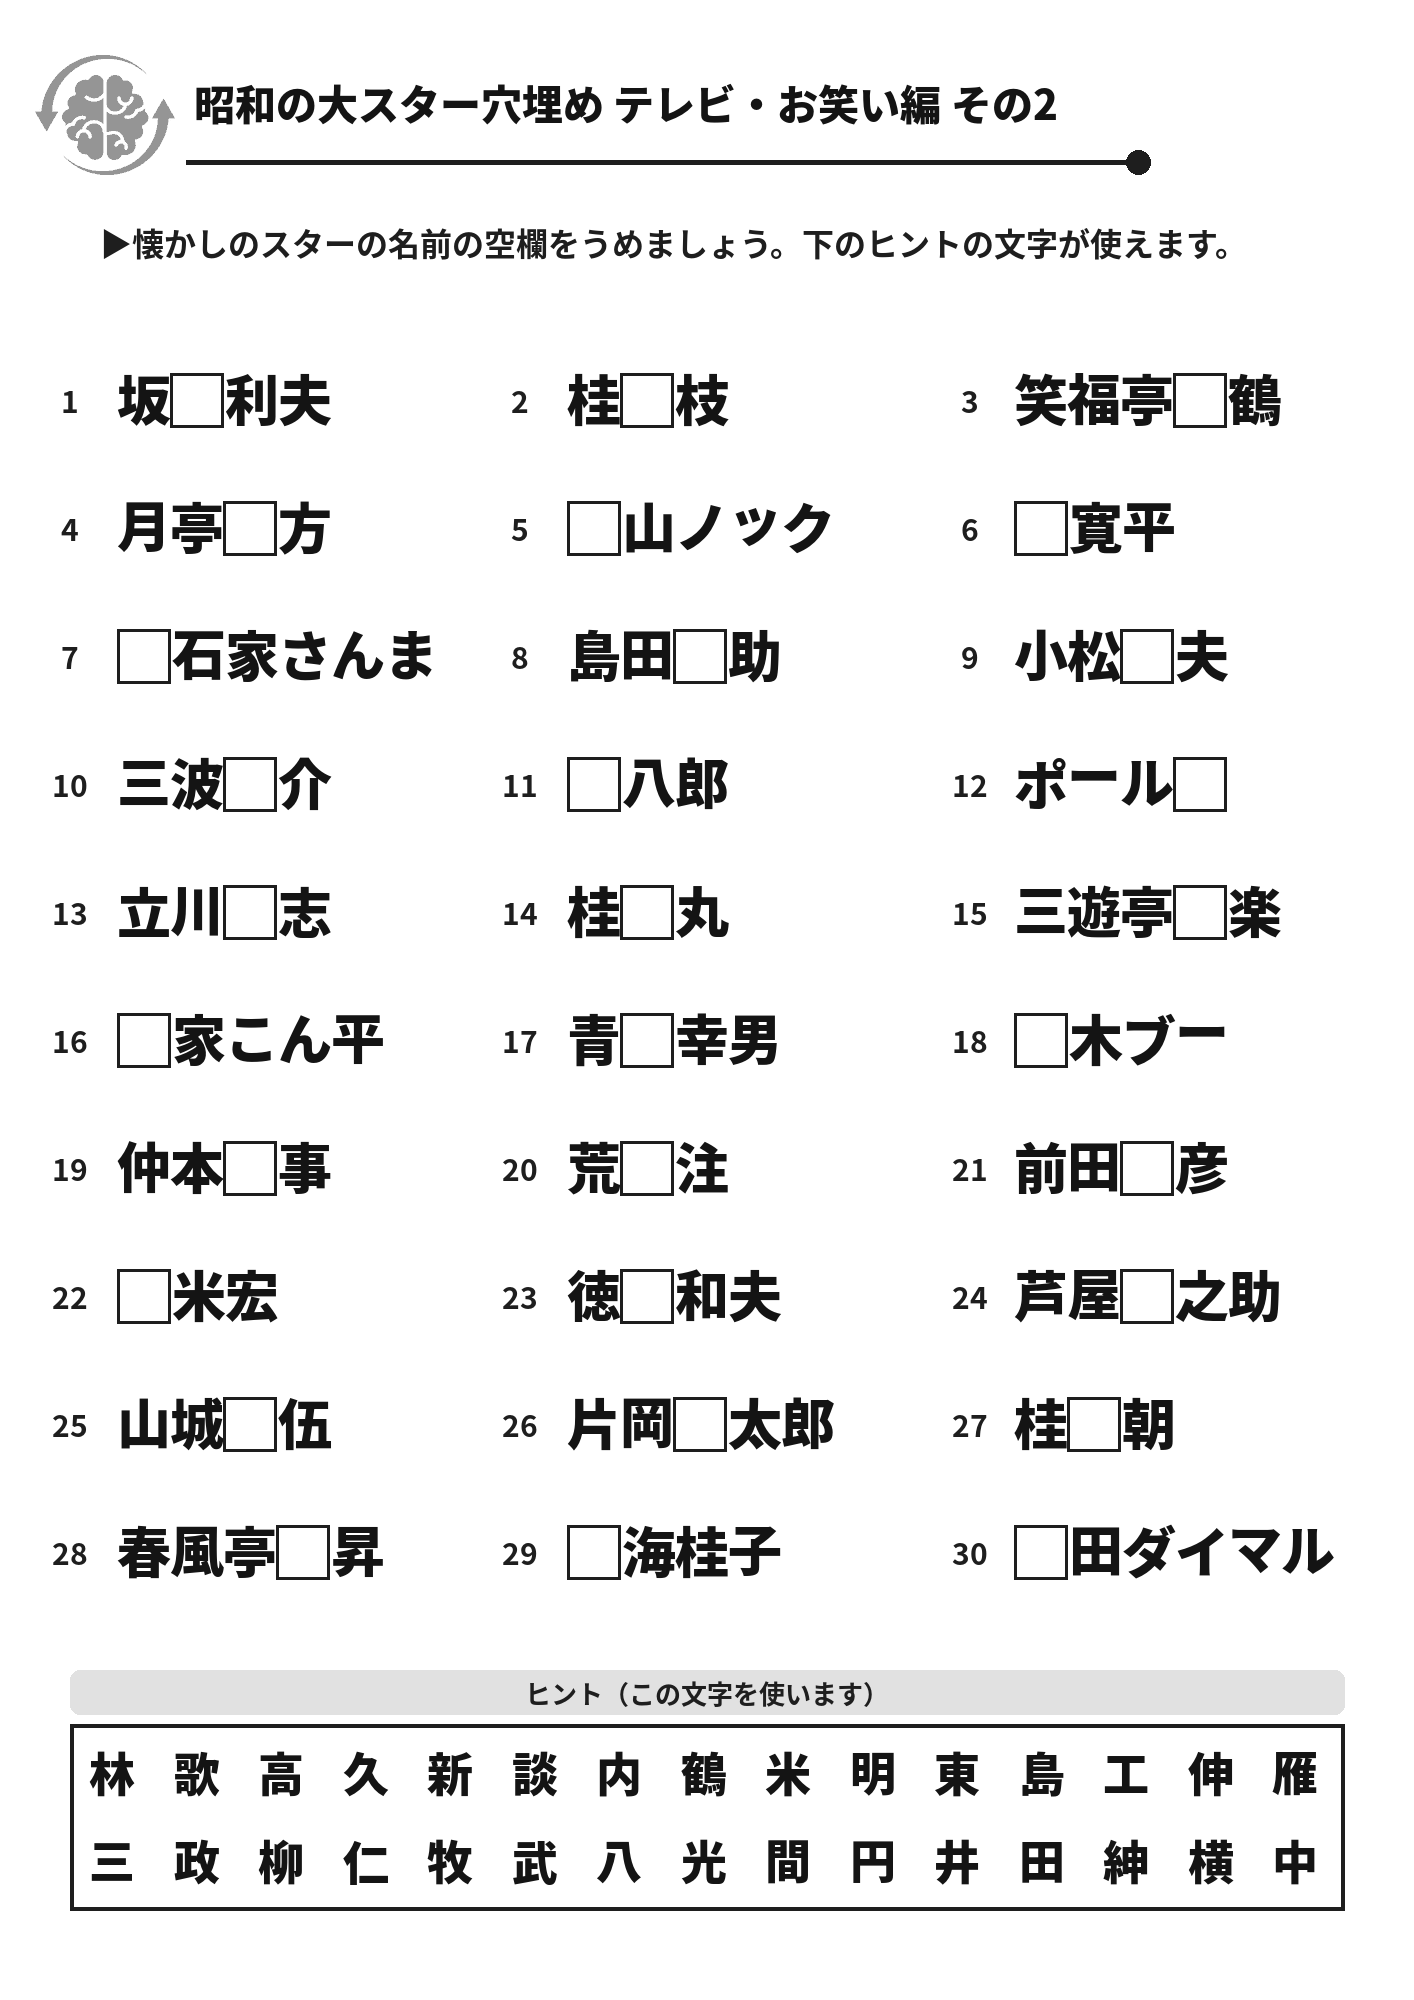 昭和の大スター穴埋め テレビ・お笑い編 その2
▶懐かしのスターの名前の空欄をうめましょう。下のヒントの文字が使えます。
1 坂□利夫 2 桂□枝 3 笑福亭□鶴
4 月亭□方 5 □山ノック 6 □寛平
7 □石家さんま 8 島田□助 9 小松□夫
10 三波□介 11 □八郎 12 ポール□
13 立川□志 14 桂□丸 15 三遊亭□楽
16 □家こん平 17 青□幸男 18 □木ブー
19 仲本□事 20 荒□注 21 前田□彦
22 □米宏 23 徳□和夫 24 芦屋□之助
25 山城□伍 26 片岡□太郎 27 桂□朝
28 春風亭□昇 29 □海桂子 30 □田ダイマル
ヒント（この文字を使います）
林 歌 高 久 新 談 内 鶴 米 明 東 島 工 伸 雁
三 政 柳 仁 牧 武 八 光 間 円 井 田 紳 横 中